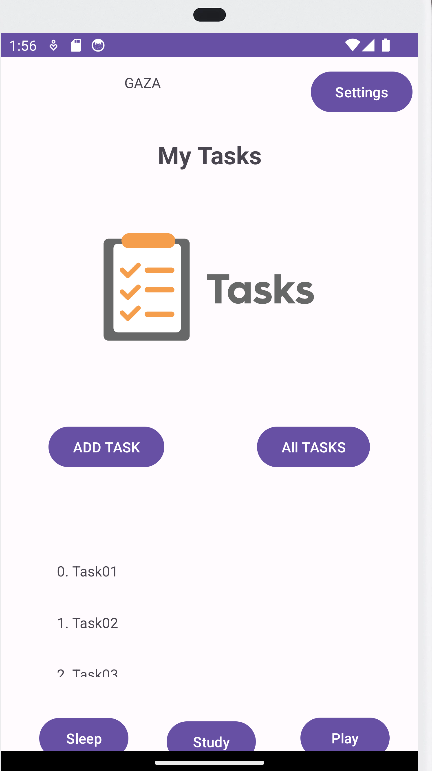 1:56
GAZA
Settings
My Tasks
Tasks
ADD TASK
All TASKS
0. Task01
1. Task02
2. Task03
Sleep
Study
Play